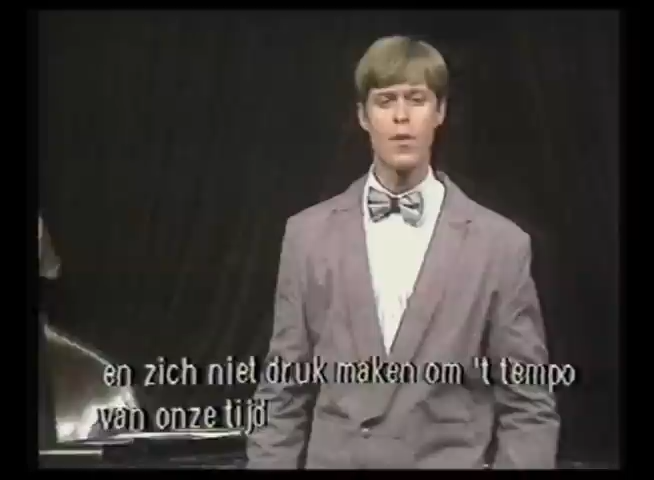 en zich niet druk maken om 't tempo
van onze tijd